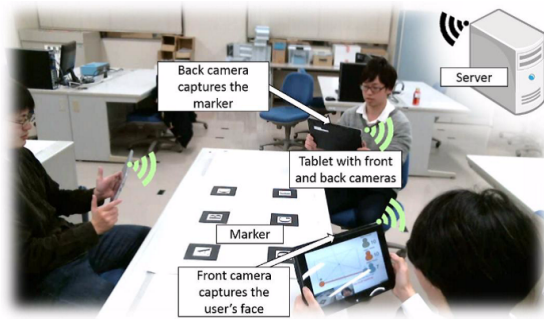 Back camera
captures the
marker
Server
Tablet with front
and back cameras
Marker
Front camera
captures the
user's face